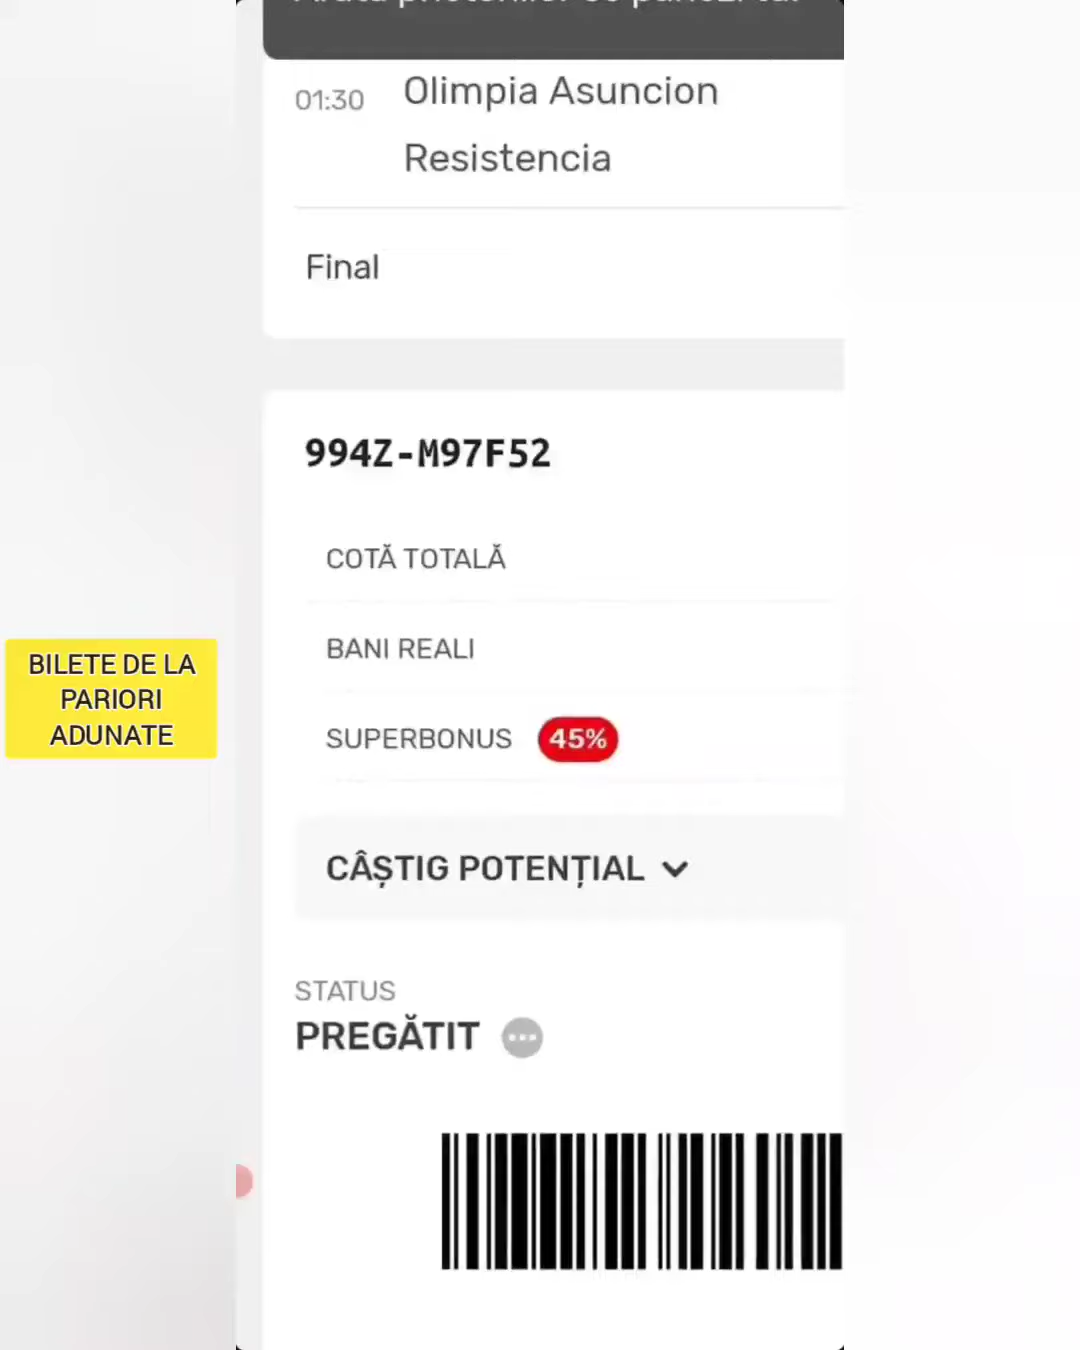 01:30
Olimpia Asuncion
Resistencia
Final
994Z-M97F52
COTĂ TOTALĂ
BANI REALI
SUPERBONUS 45%
CÂȘTIG POTENȚIAL
STATUS
PREGĂTIT
BILETE DE LA
PARIORI
ADUNATE